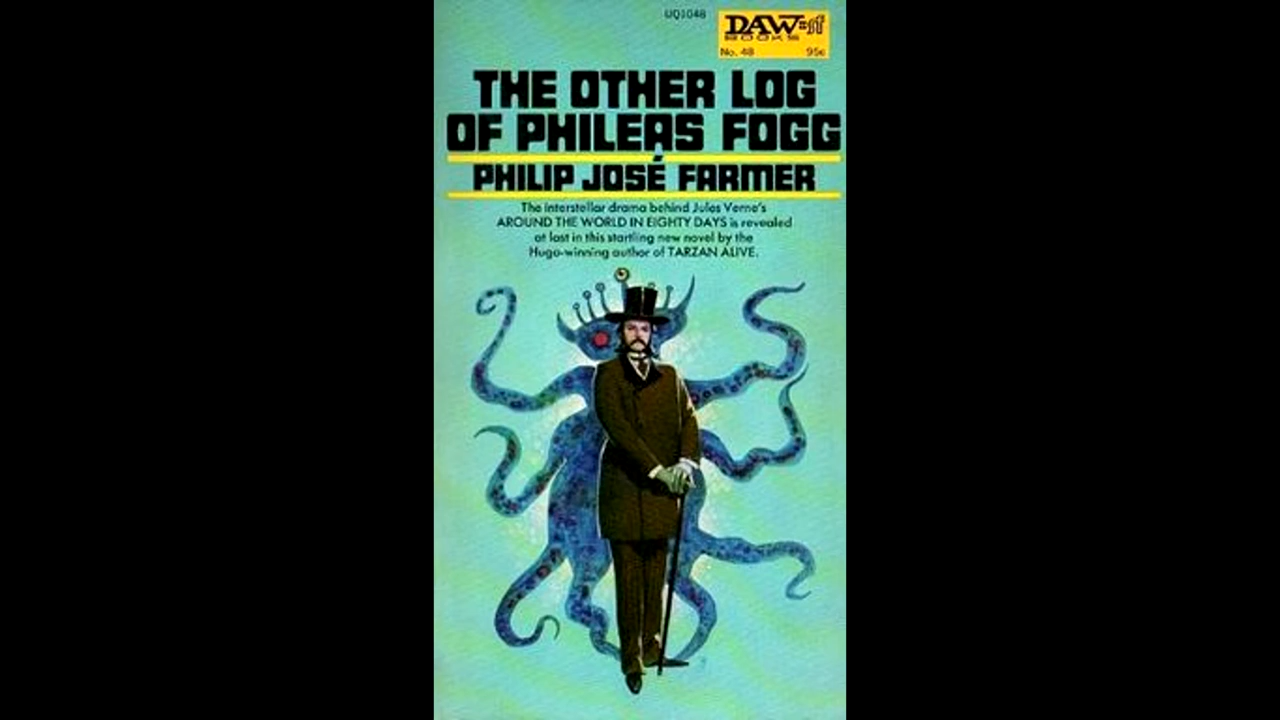 UQ1048
DAW=sf
BOOKS
No. 48 95¢
THE OTHER LOG
OF PHILEAS FOGG
PHILIP JOSÉ FARMER
The interstellar drama behind Jules Verne's
AROUND THE WORLD IN EIGHTY DAYS is revealed
at last in this startling new novel by the
Hugo-winning author of TARZAN ALIVE.